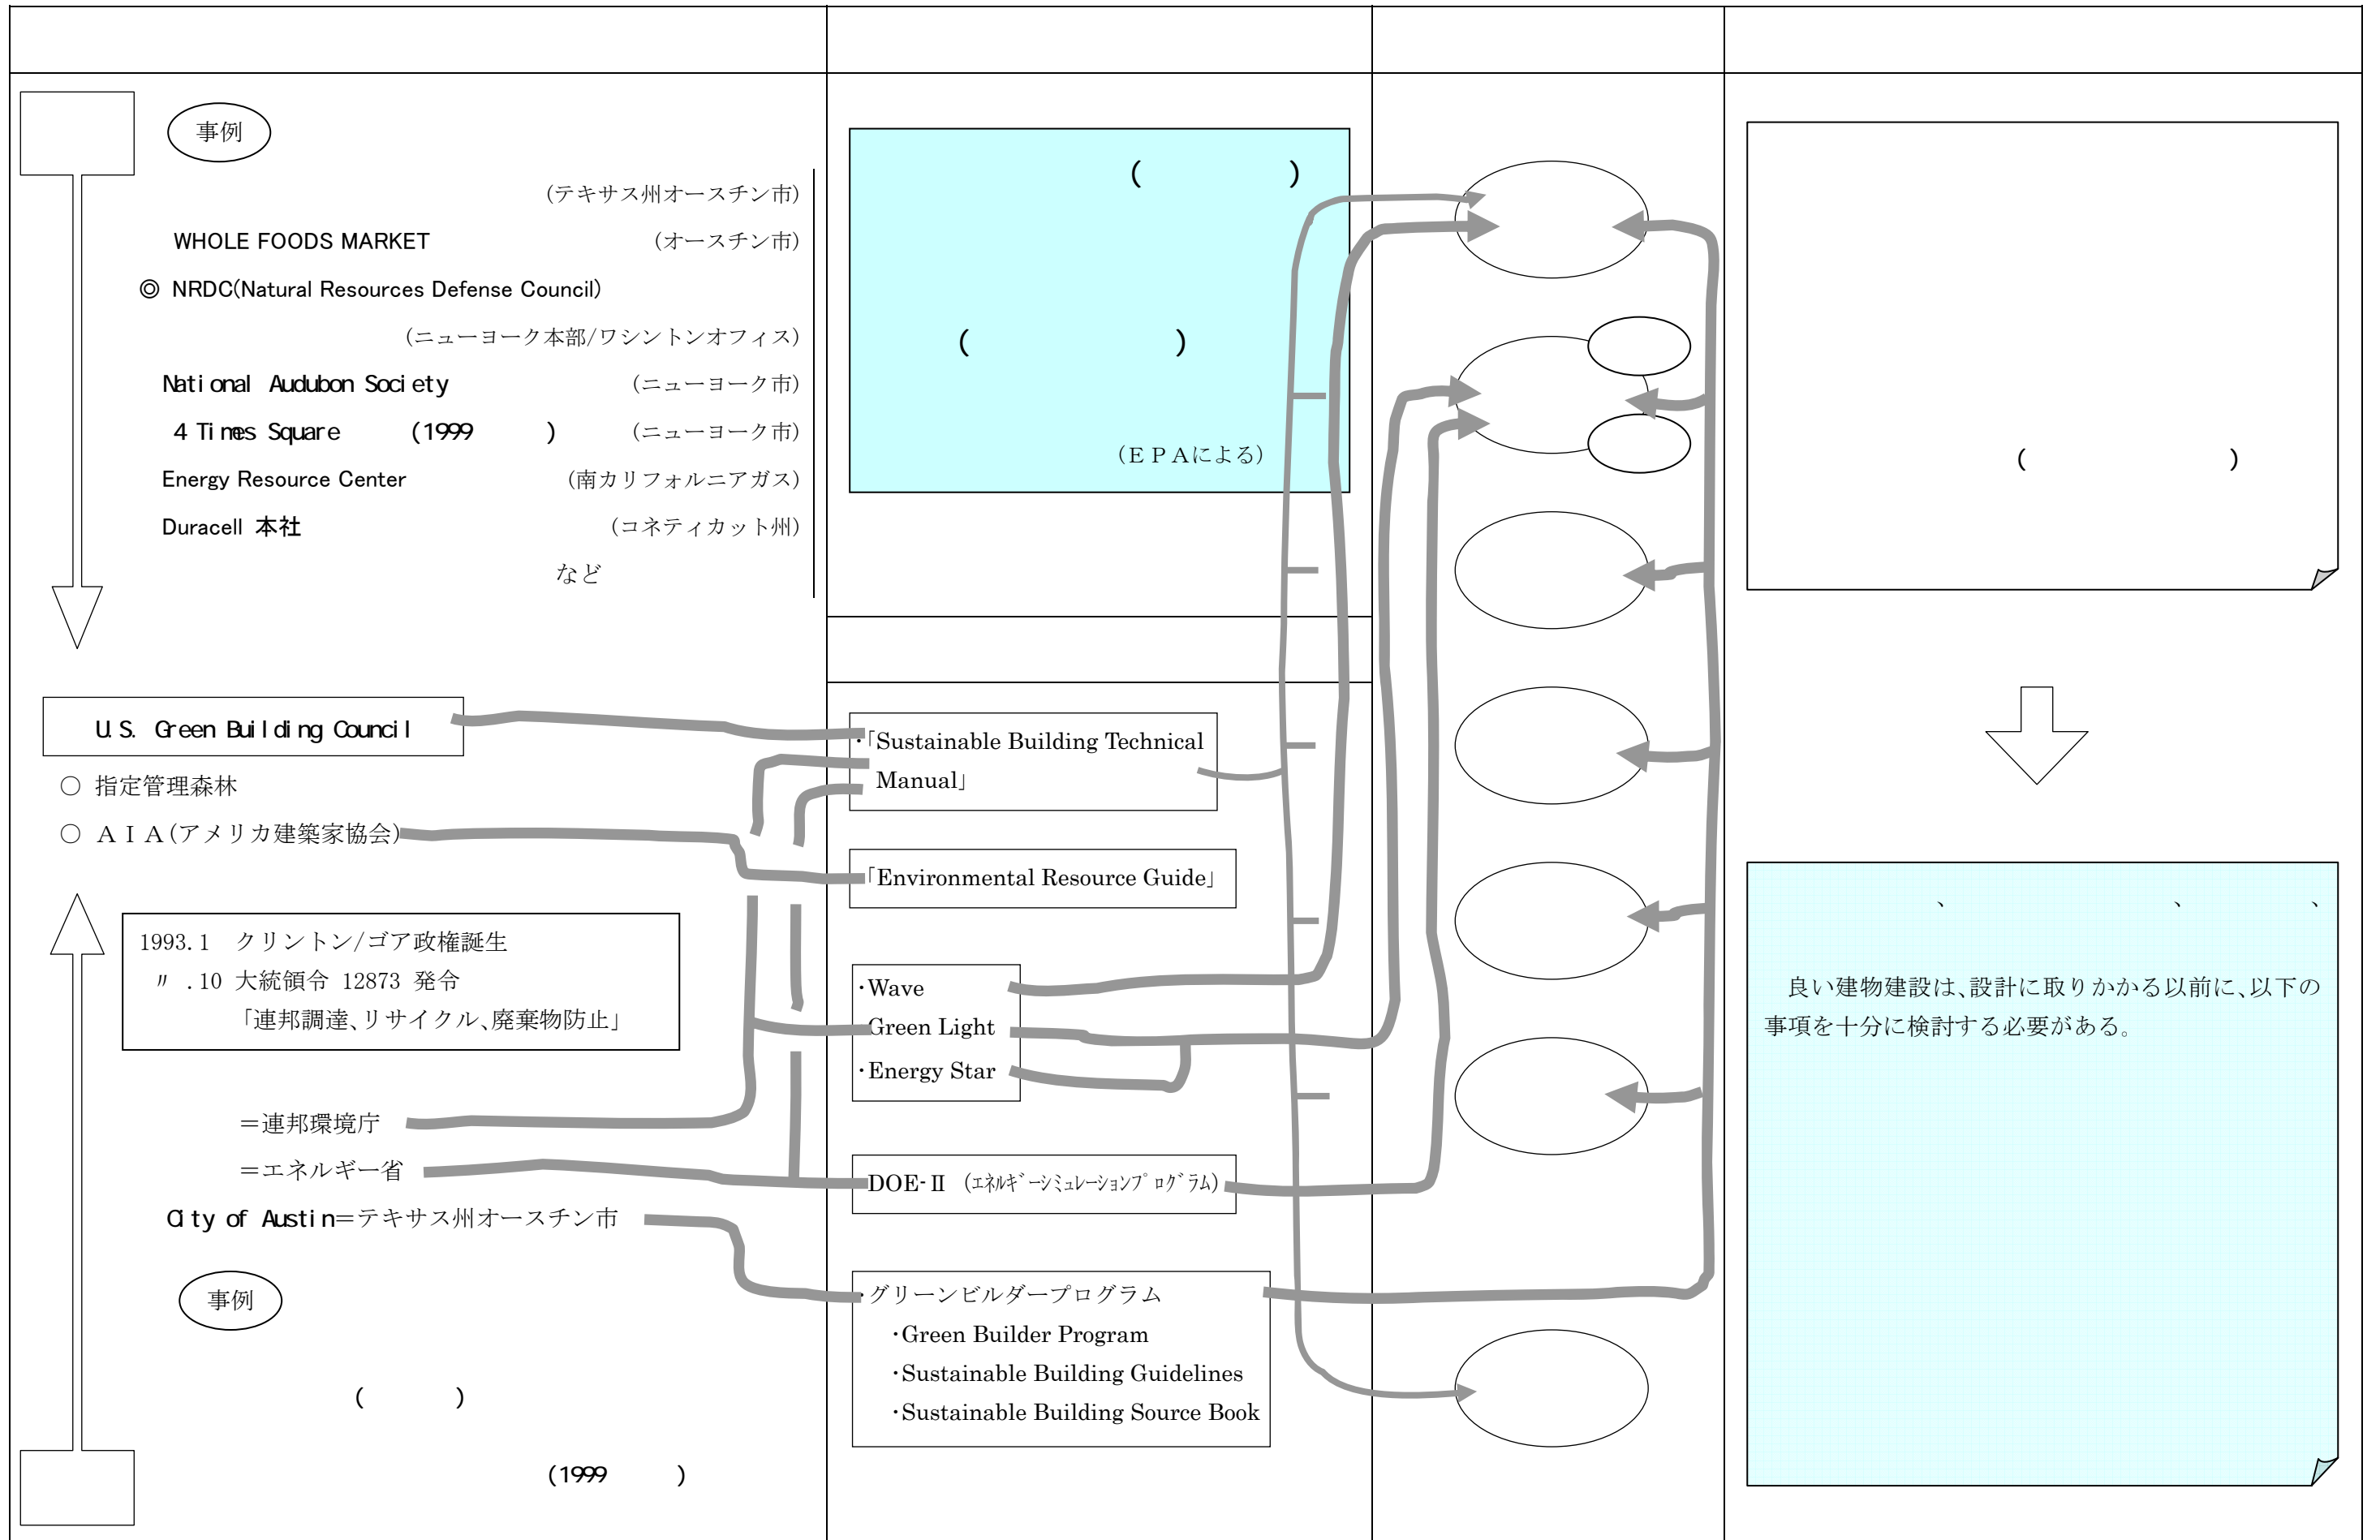 事例
(テキサス州オースチン市)
WHOLE FOODS MARKET (オースチン市)
◎ NRDC(Natural Resources Defense Council)
(ニューヨーク本部/ワシントンオフィス)
National Audubon Society (ニューヨーク市)
4 Times Square (1999 ) (ニューヨーク市)
Energy Resource Center (南カリフォルニアガス)
Duracell 本社 (コネティカット州)
など
U.S. Green Building Council
○ 指定管理森林
○ AIA(アメリカ建築家協会)
1993.1 クリントン/ゴア政権誕生
〃 .10 大統領令 12873 発令
「連邦調達、リサイクル、廃棄物防止」
=連邦環境庁
=エネルギー省
City of Austin=テキサス州オースチン市
事例
( )
(1999 )
( )
( )
(EPAによる)
・「Sustainable Building Technical
Manual」
「Environmental Resource Guide」
・Wave
Green Light
・Energy Star
DOE-Ⅱ (エネルギーシミュレーションプログラム)
・グリーンビルダープログラム
・Green Builder Program
・Sustainable Building Guidelines
・Sustainable Building Source Book
( )
、 、 、
良い建物建設は、設計に取りかかる以前に、以下の
事項を十分に検討する必要がある。